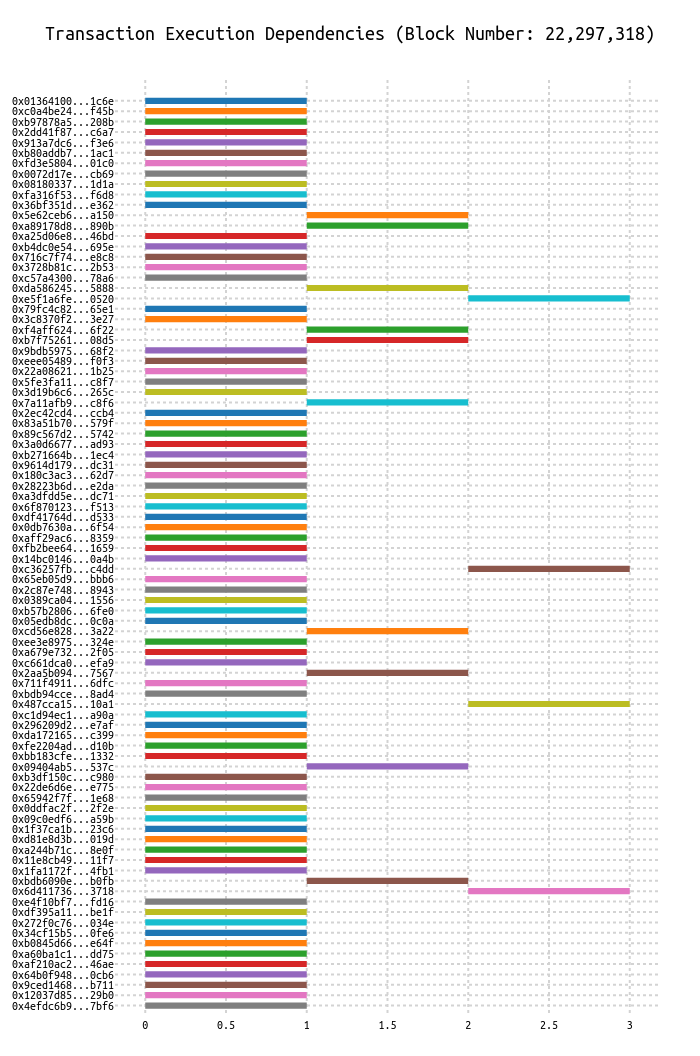 Transaction Execution Dependencies (Block Number: 22,297,318)
0x01364100...1c6e
0xc0a4be24...f45b
0xb97878a5...208b
0x2dd41f87...c6a7
0x913a7dc6...f3e6
0xb80addb7...1ac1
0xfd3e5804...01c0
0x0072d17e...cb69
0x08180337...1d1a
0xfa316f53...f6d8
0x36bf351d...e362
0x5e62ceb6...a150
0xa89178d8...890b
0xa25d06e8...46bd
0xb4dc0e54...695e
0x716c7f74...e8c8
0x3728b81c...2b53
0xc57a4300...78a6
0xda586245...5888
0xe5f1a6fe...0520
0x79fc4c82...65e1
0x3c8370f2...3e27
0xf4aff624...6f22
0xb7f75261...08d5
0x9bdb5975...68f2
0xeee05489...f0f3
0x22a08621...1b25
0x5fe3fa11...c8f7
0x3d19b6c6...265c
0x7a11afb9...c8f6
0x2ec42cd4...ccb4
0x83a51b70...579f
0x89c567d2...5742
0x3a0d6677...ad93
0xb271664b...1ec4
0x9614d179...dc31
0x180c3ac3...62d7
0x28223b6d...e2da
0xa3dfdd5e...dc71
0x6f870123...f513
0xdf41764d...d533
0x0db7630a...6f54
0xaff29ac6...8359
0xfb2bee64...1659
0x14bc0146...0a4b
0xc36257fb...c4dd
0x65eb05d9...bbb6
0x2c87e748...8943
0x0389ca04...1556
0xb57b2806...6fe0
0x05edb8dc...0c0a
0xcd56e828...3a22
0xee3e8975...324e
0xa679e732...2f05
0xc661dca0...efa9
0x2aa5b094...7567
0x711f4911...6dfc
0xbdb94cce...8ad4
0x487cca15...10a1
0xc1d94ec1...a90a
0x296209d2...e7af
0xda172165...c399
0xfe2204ad...d10b
0xbb183cfe...1332
0x09404ab5...537c
0xb3df150c...c980
0x22de6d6e...e775
0x65942f7f...1e68
0x0ddfac2f...2f2e
0x09c0edf6...a59b
0x1f37ca1b...23c6
0xd81e8d3b...019d
0xa244b71c...8e0f
0x11e8cb49...11f7
0x1fa1172f...4fb1
0xbdb6090e...b0fb
0x6d411736...3718
0xe4f10bf7...fd16
0xdf395a11...be1f
0x272f0c76...034e
0x34cf15b5...0fe6
0xb0845d66...e64f
0xa60ba1c1...dd75
0xaf210ac2...46ae
0x64b0f948...0cb6
0x9ced1468...b711
0x12037d85...29b0
0x4efdc6b9...7bf6
0 0.5 1 1.5 2 2.5 3